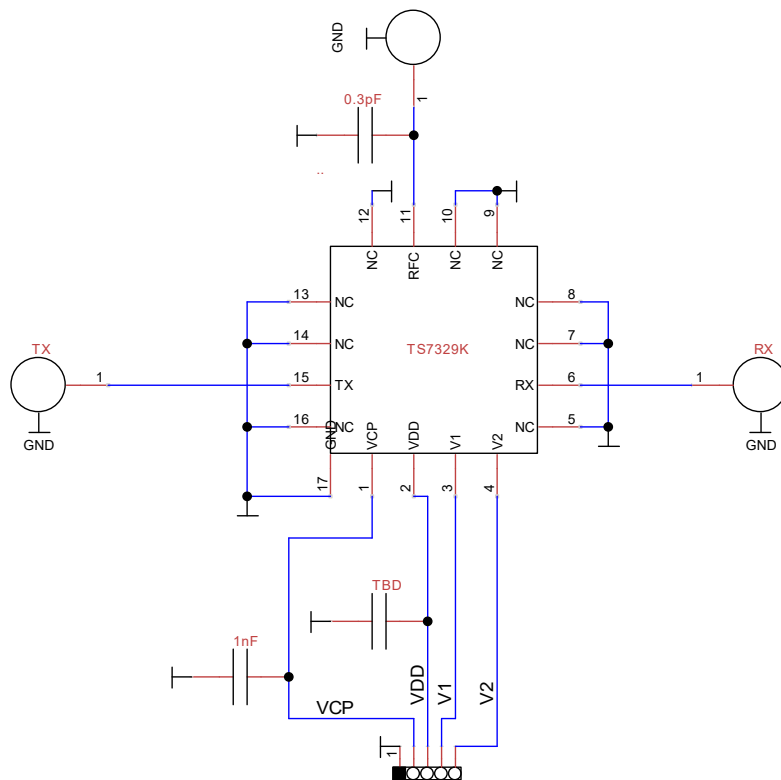 GND
1
0.3pF
12
11
10
9
NC
RFC
NC
NC
13
NC
NC
8
14
NC
NC
7
TS7329K
TX
1
15
TX
RX
6
1
RX
16
NC
NC
5
GND
GND
GND
VCP
VDD
V1
V2
17
1
2
3
4
TBD
1nF
VCP
VDD
V1
V2
1